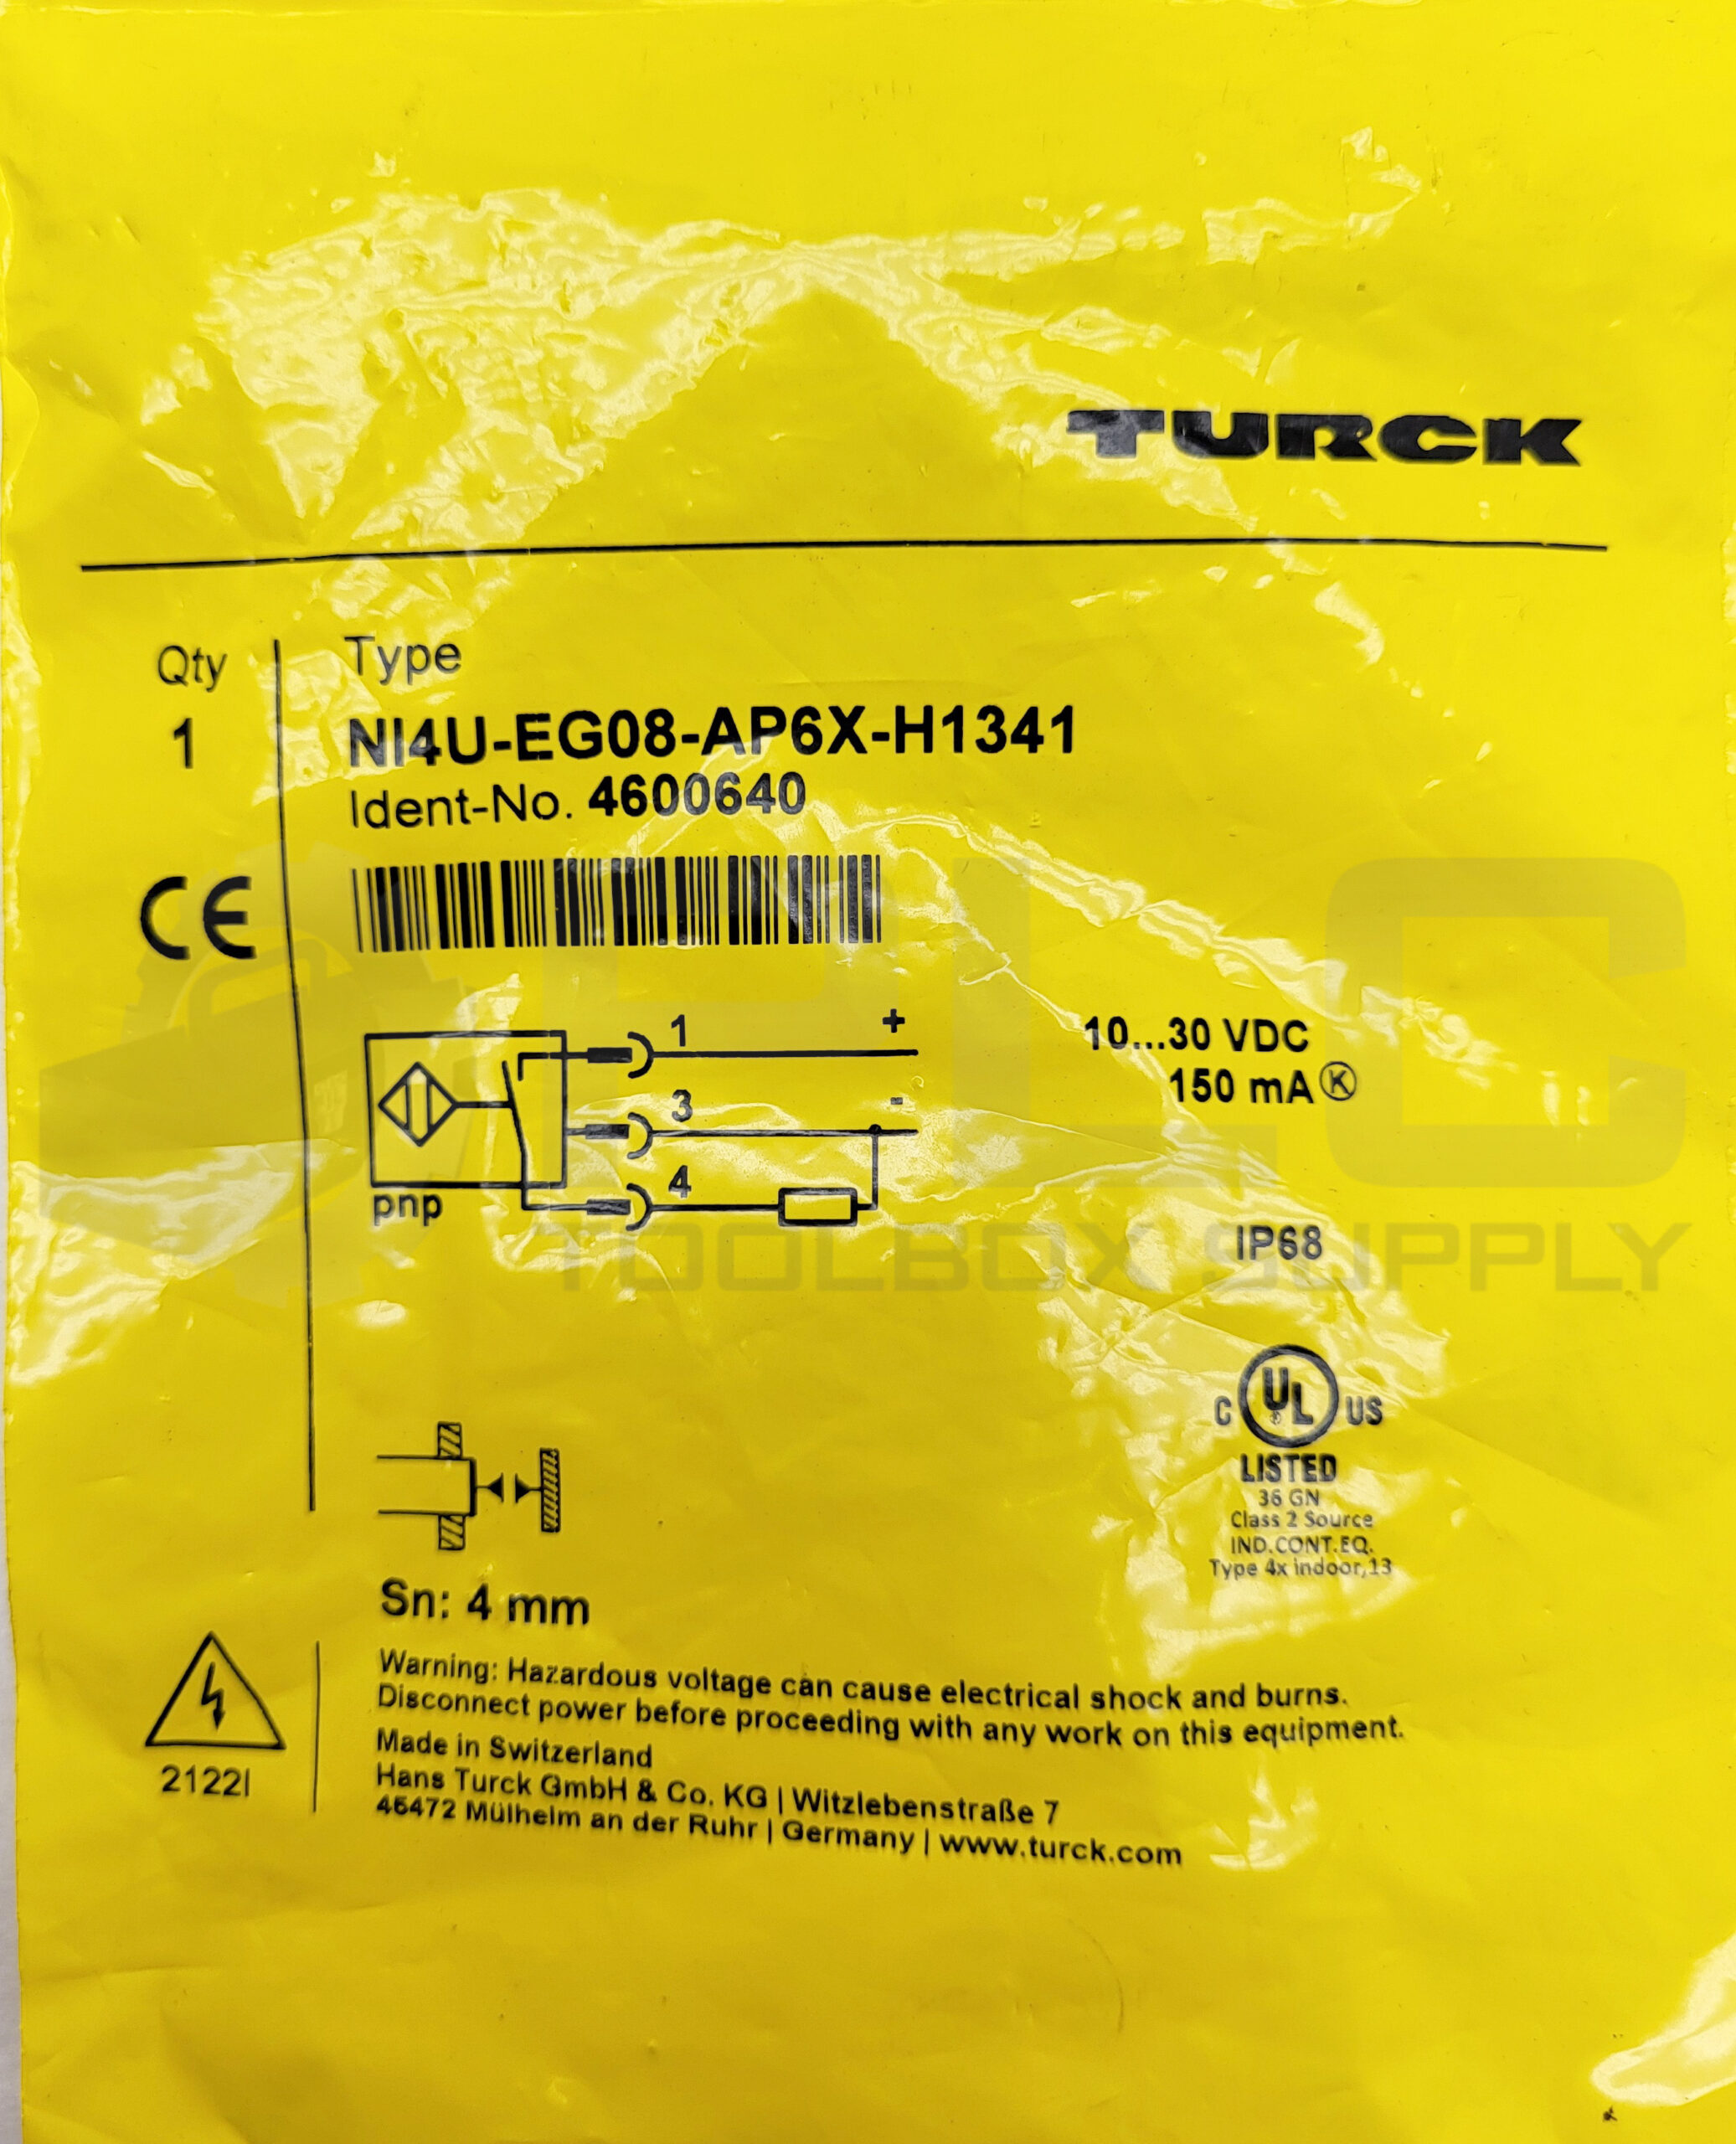 TURCK
Qty
Type
1
NI4U-EG08-AP6X-H1341
Ident-No. 4600640
CE
1 +
10...30 VDC
150 mA Ⓚ
3 -
4
pnp
IP68
PLC
TOOLBOX SUPPLY
C UL US
LISTED
36 GN
Class 2 Source
IND.CONT.EQ.
Type 4x indoor,13
Sn: 4 mm
Warning: Hazardous voltage can cause electrical shock and burns.
Disconnect power before proceeding with any work on this equipment.
Made in Switzerland
2122I
Hans Turck GmbH & Co. KG | Witzlebenstraße 7
45472 Mülheim an der Ruhr | Germany | www.turck.com